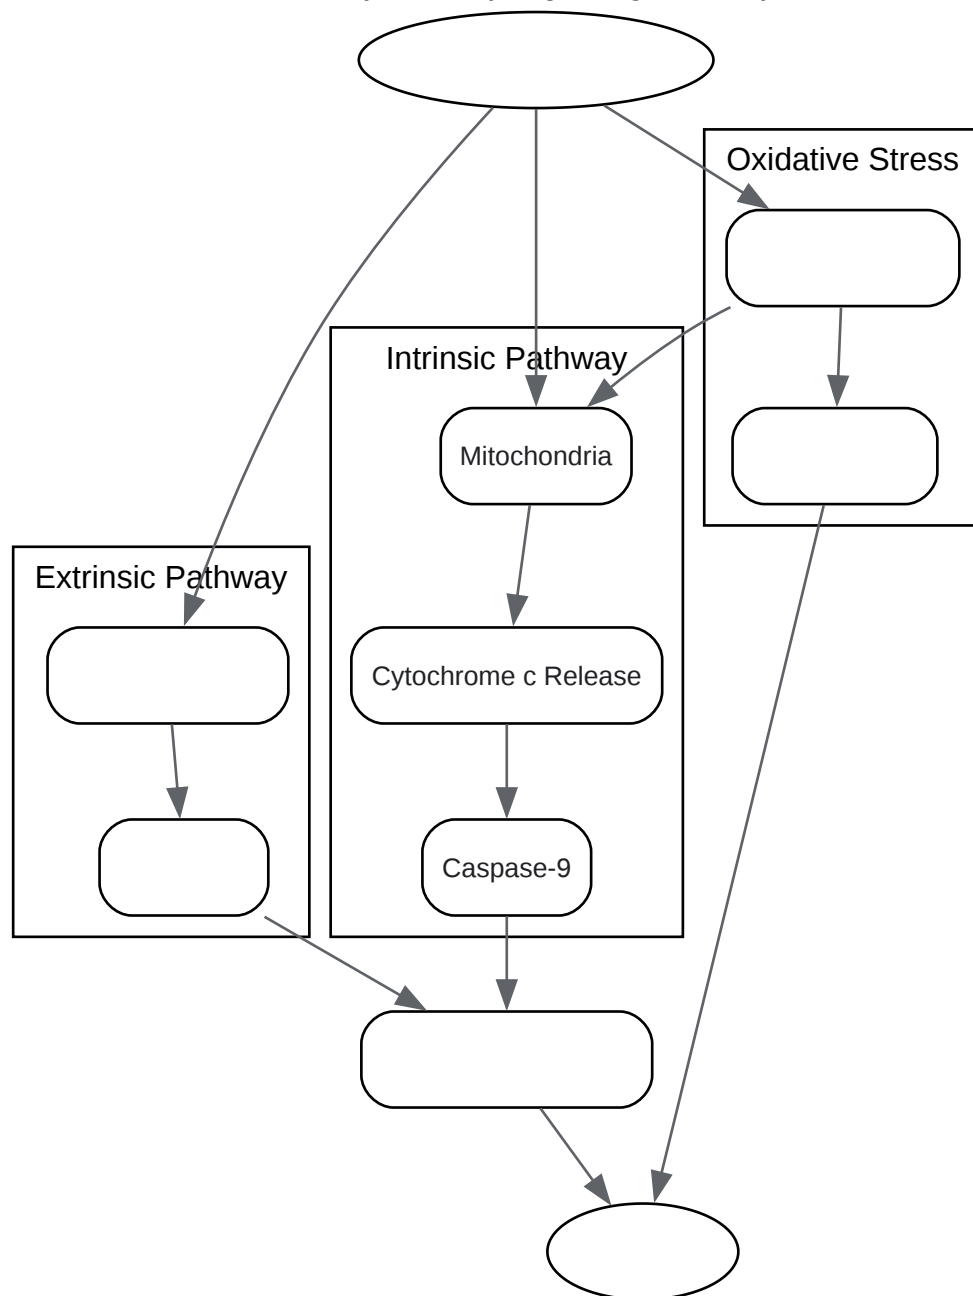 Oxidative Stress
Intrinsic Pathway
Mitochondria
Extrinsic Pathway
Cytochrome c Release
Caspase-9